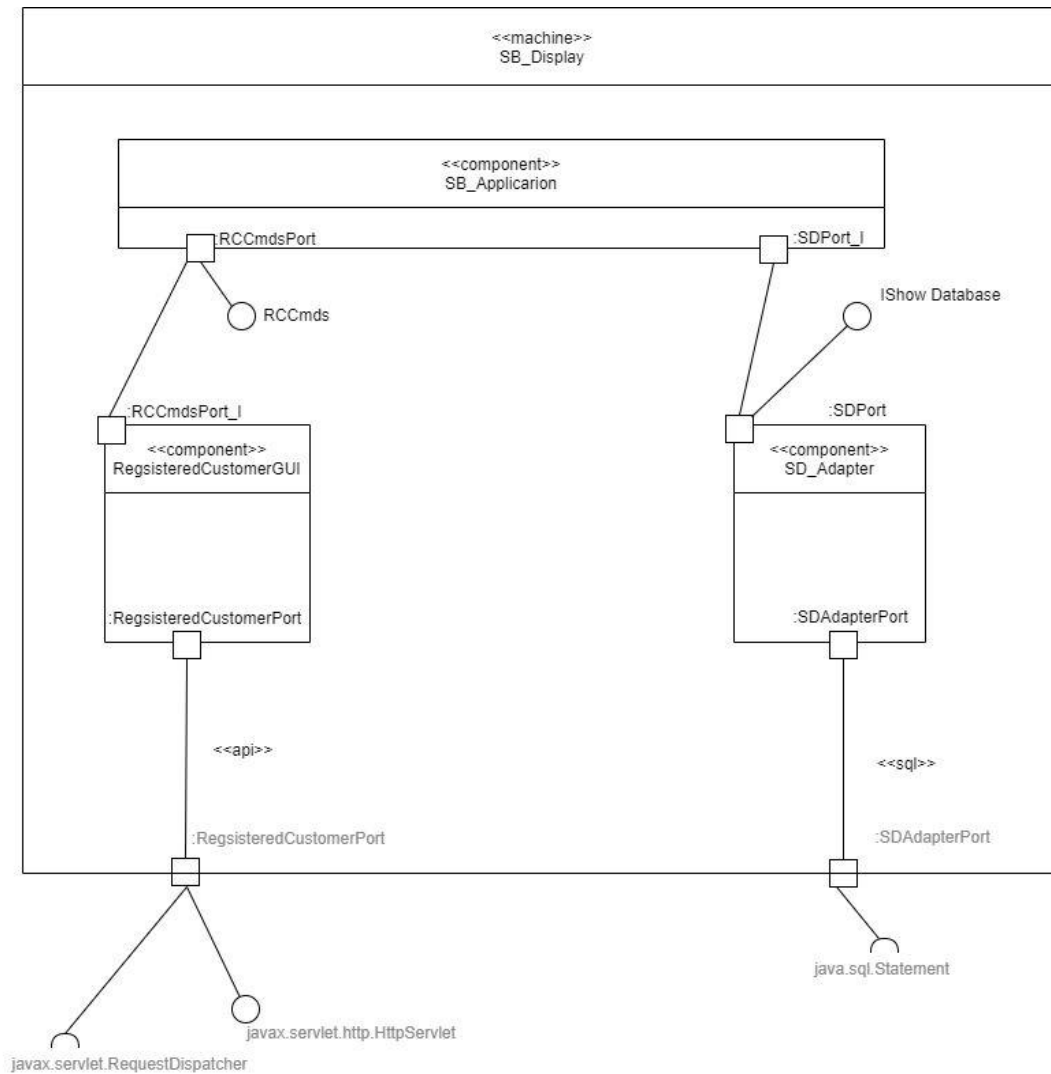 <<machine>>
SB_Display
<<component>>
SB_Applicarion
:RCCmdsPort
:SDPort_I
RCCmds
IShow Database
:RCCmdsPort_I
:SDPort
<<component>>
RegsisteredCustomerGUI
<<component>>
SD_Adapter
:RegsisteredCustomerPort
:SDAdapterPort
<<api>>
<<sql>>
:RegsisteredCustomerPort
:SDAdapterPort
java.sql.Statement
javax.servlet.http.HttpServlet
javax.servlet.RequestDispatcher